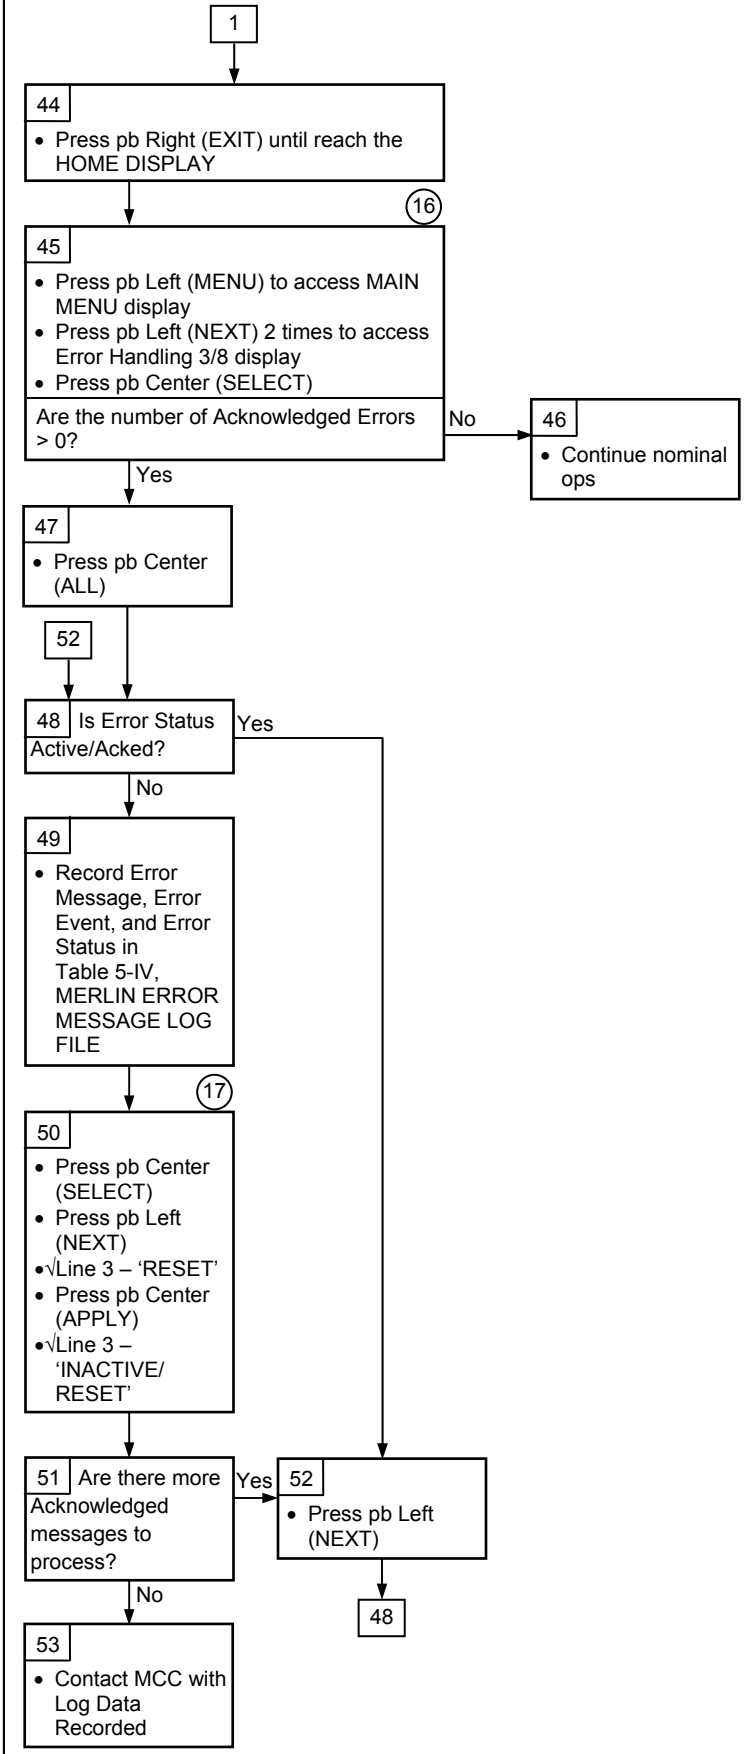 1
44
• Press pb Right (EXIT) until reach the
HOME DISPLAY
16
45
• Press pb Left (MENU) to access MAIN
MENU display
• Press pb Left (NEXT) 2 times to access
Error Handling 3/8 display
• Press pb Center (SELECT)
Are the number of Acknowledged Errors
> 0?
No
46
• Continue nominal
ops
Yes
47
• Press pb Center
(ALL)
52
48 Is Error Status
Active/Acked?
Yes
No
49
• Record Error
Message, Error
Event, and Error
Status in
Table 5-IV,
MERLIN ERROR
MESSAGE LOG
FILE
17
50
• Press pb Center
(SELECT)
• Press pb Left
(NEXT)
•√Line 3 – ‘RESET’
• Press pb Center
(APPLY)
•√Line 3 –
‘INACTIVE/
RESET’
51 Are there more
Acknowledged
messages to
process?
Yes
52
• Press pb Left
(NEXT)
48
No
53
• Contact MCC with
Log Data
Recorded